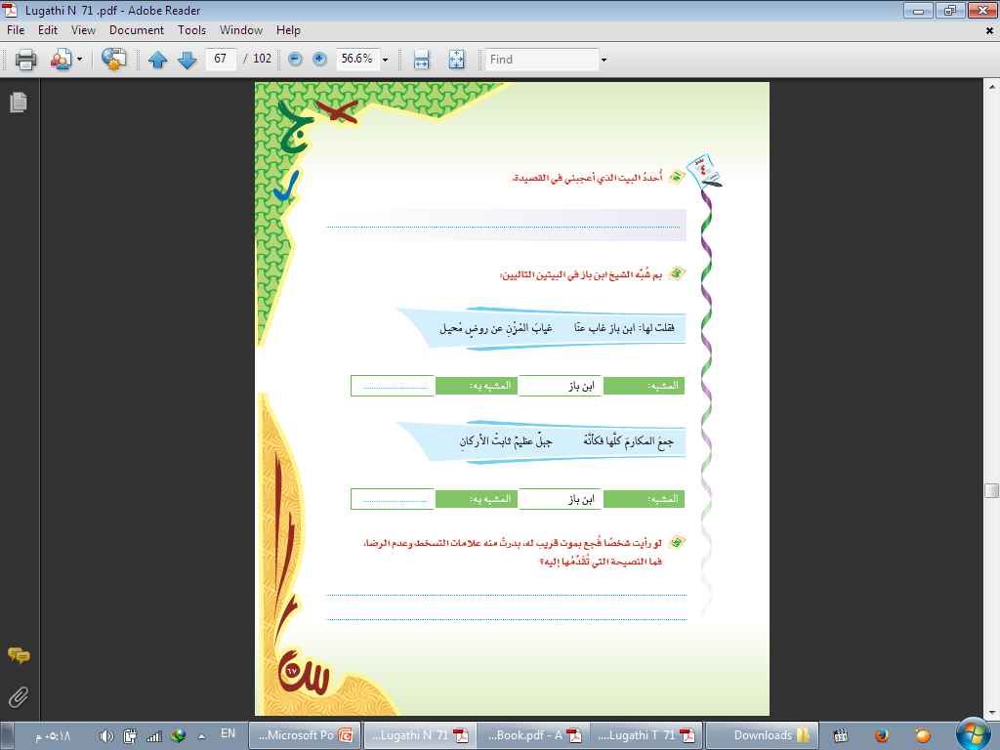 Lugathi N 71 .pdf - Adobe Reader
File Edit View Document Tools Window Help
67 / 102 56.6% Find
أُحددُ البيت الذي أعجبني في القصيدة.
بم شُبِّه الشيخ ابن باز في البيتين التاليين:
فقلت لها: ابن باز غاب عنّا غيابَ المُزْنِ عن روضٍ مُحيل
المشبه: ابن باز المشبه به: ........................
جمعَ المكارمَ كلَّها فكأنَّهُ جبلٌ عظيمٌ ثابتُ الأركانِ
المشبه: ابن باز المشبه به: ........................
لو رأيت شخصًا فُجع بموت قريب له، بدرتْ منه علامات التسخط وعدم الرضا،
فما النصيحة التي تُقَدِّمُها إليه؟
٦٧
٠٥:١٨ م EN ...Microsoft Po ...Lugathi N 71 ...Book.pdf - A ...Lugathi T 71 Downloads